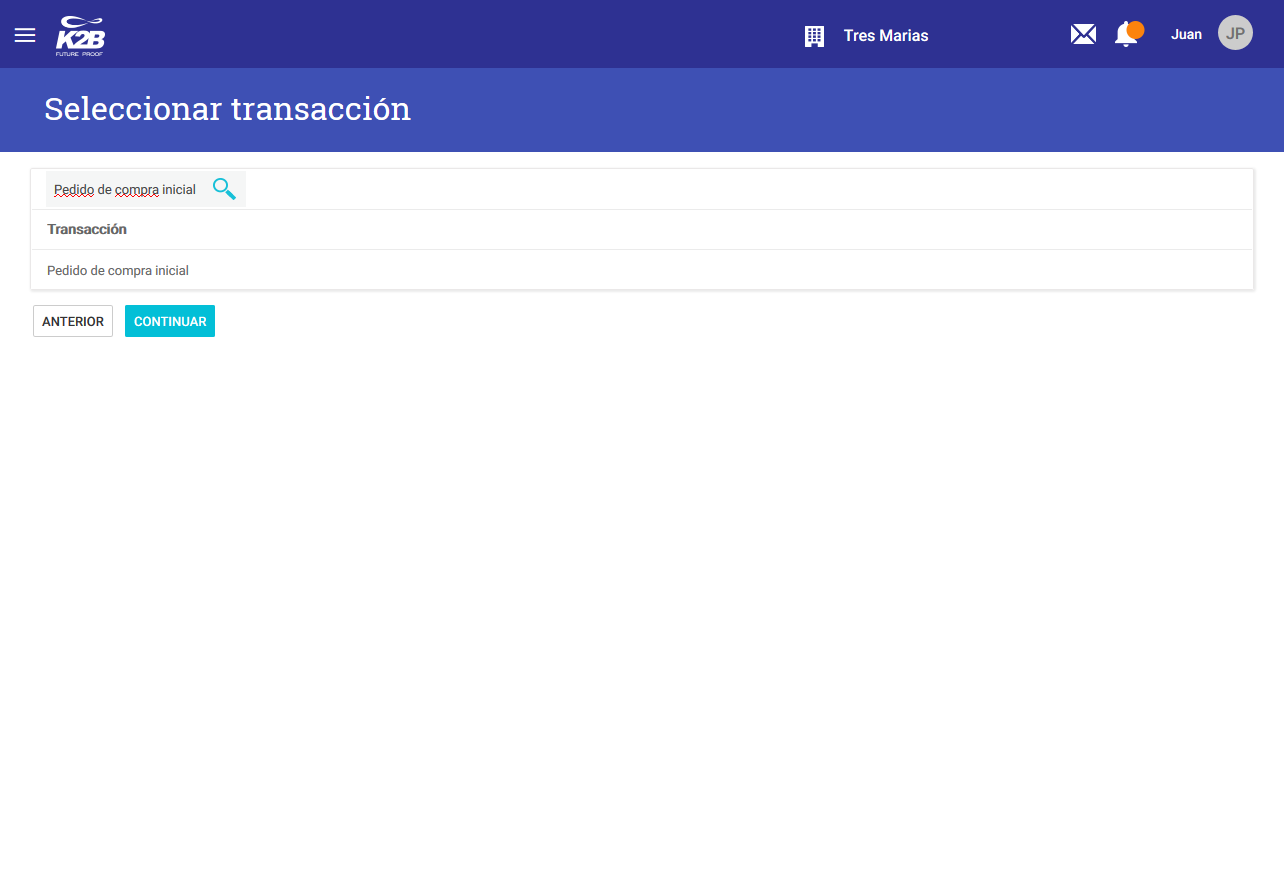 K2B
FUTURE PROOF
Tres Marias
Juan
JP
Seleccionar transacción
Pedido de compra inicial
Transacción
Pedido de compra inicial
ANTERIOR
CONTINUAR